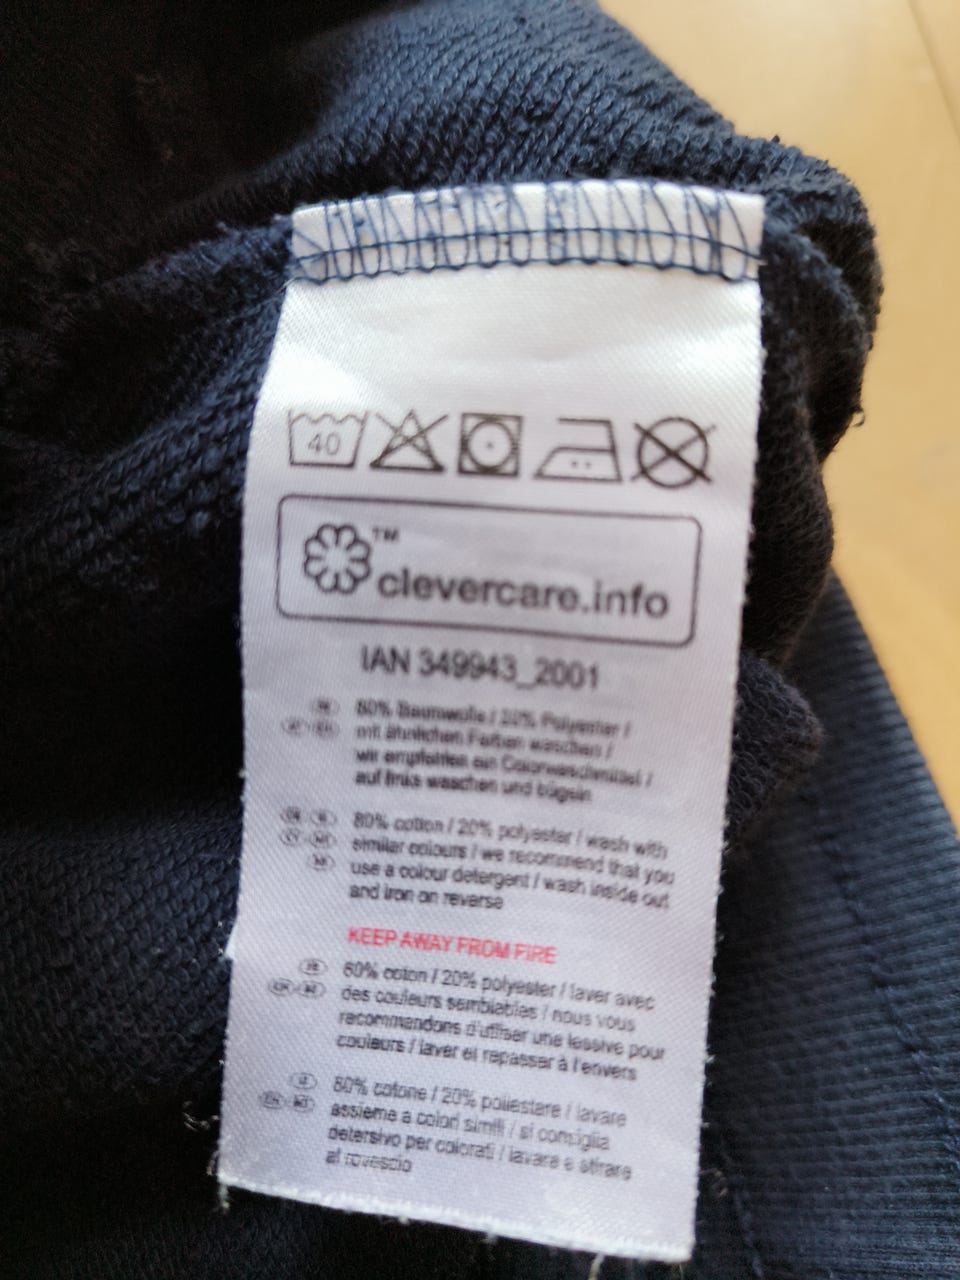 40
™
clevercare.info
IAN 349943_2001
80% Baumwolle / 20% Polyester /
mit ähnlichen Farben waschen /
wir empfehlen ein Colorwaschmittel /
auf links waschen und bügeln
80% cotton / 20% polyester / wash with
similar colours / we recommend that you
use a colour detergent / wash inside out
and iron on reverse
KEEP AWAY FROM FIRE
80% coton / 20% polyester / laver avec
des couleurs semblables / nous vous
recommandons d'utiliser une lessive pour
couleurs / laver et repasser à l'envers
80% cotone / 20% poliestere / lavare
assieme a colori simili / si consiglia
detersivo per colorati / lavare e stirare
al rovescio